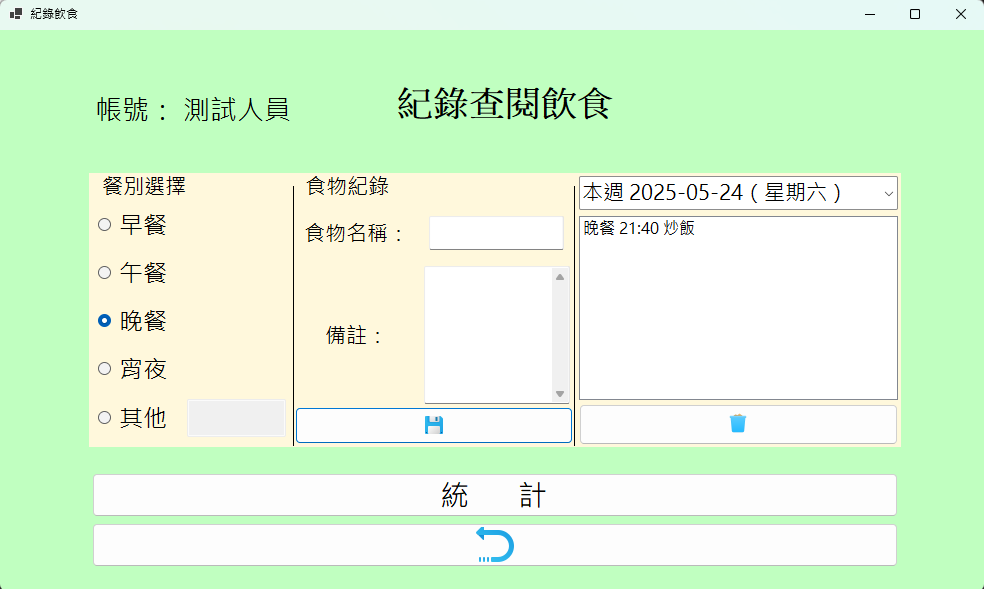 紀錄飲食
帳號： 測試人員
紀錄查閱飲食
餐別選擇
早餐
午餐
晚餐
宵夜
其他
食物紀錄
食物名稱：
備註：
本週 2025-05-24（星期六）
晚餐 21:40 炒飯
統　計